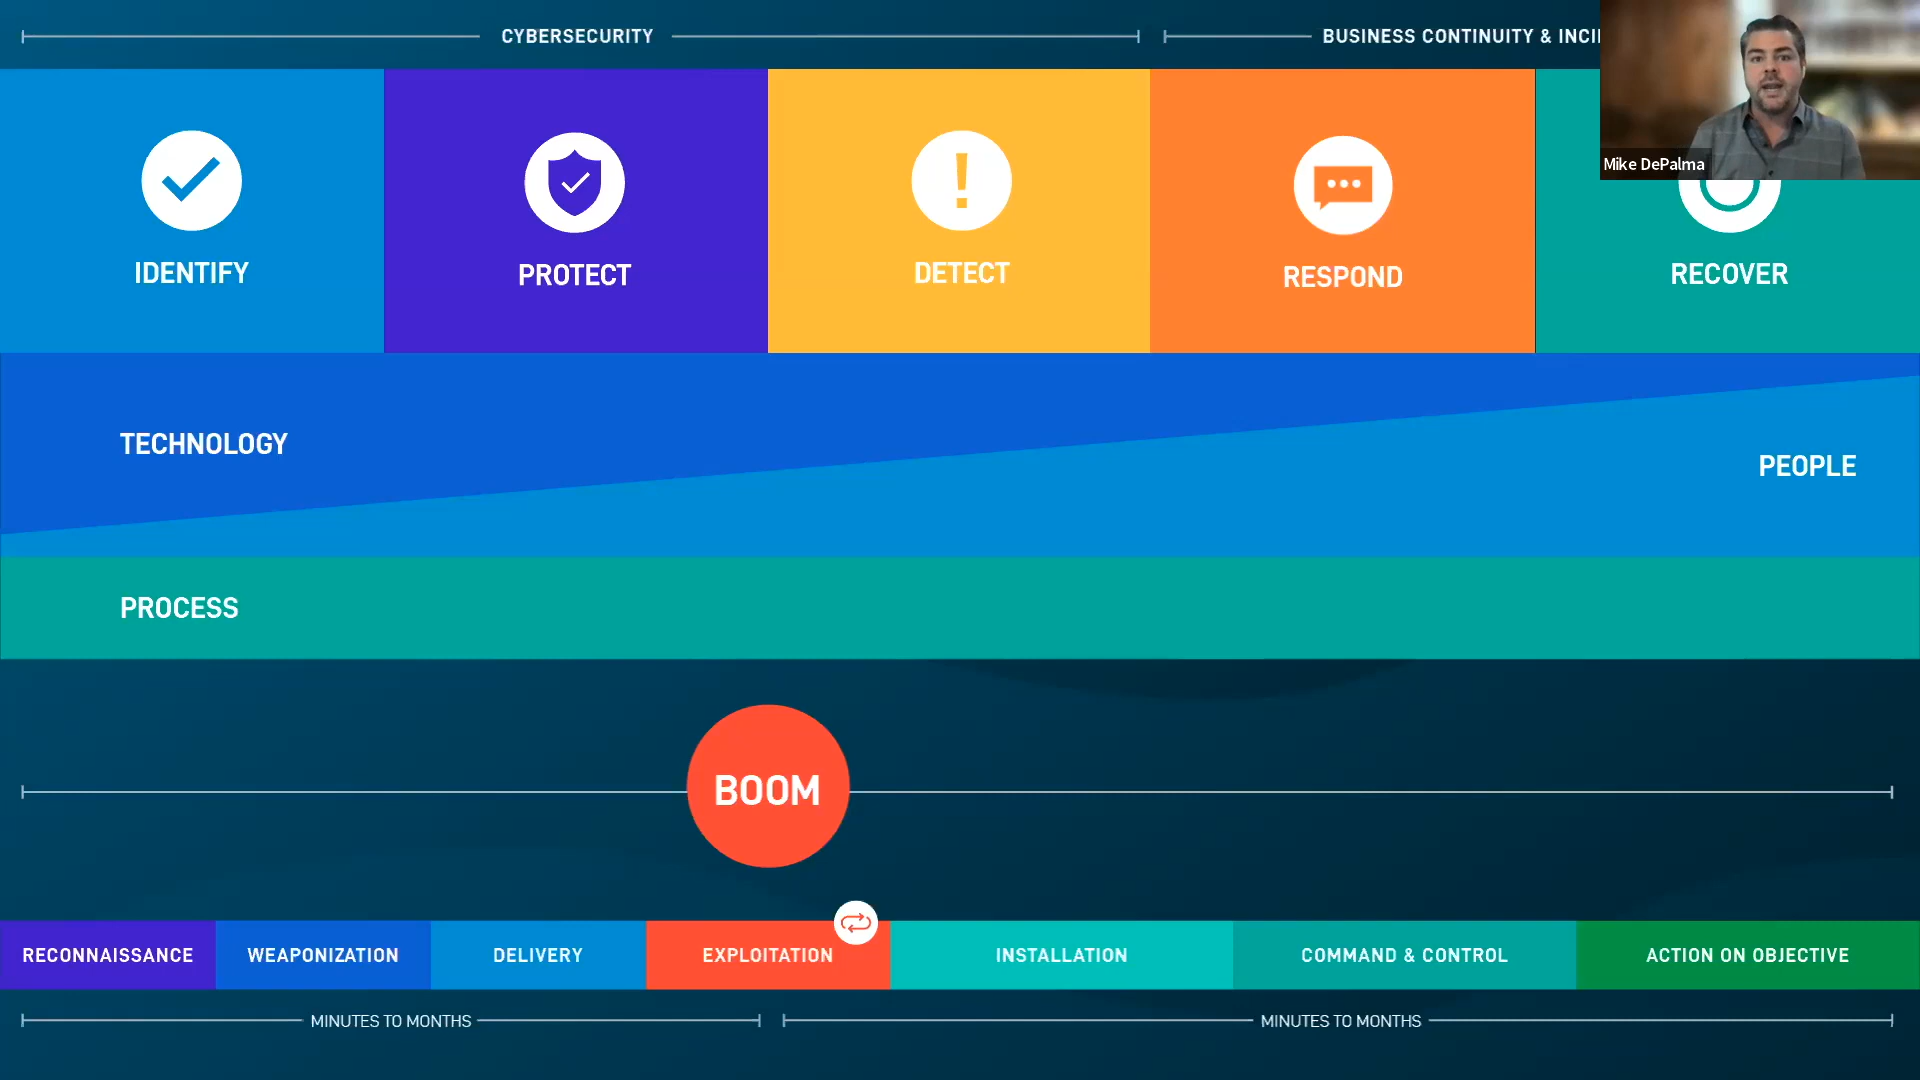 CYBERSECURITY
BUSINESS CONTINUITY &
Mike DePalma
IDENTIFY
PROTECT
DETECT
RESPOND
RECOVER
TECHNOLOGY
PEOPLE
PROCESS
BOOM
RECONNAISSANCE
WEAPONIZATION
DELIVERY
EXPLOITATION
INSTALLATION
COMMAND & CONTROL
ACTION ON OBJECTIVE
MINUTES TO MONTHS
MINUTES TO MONTHS